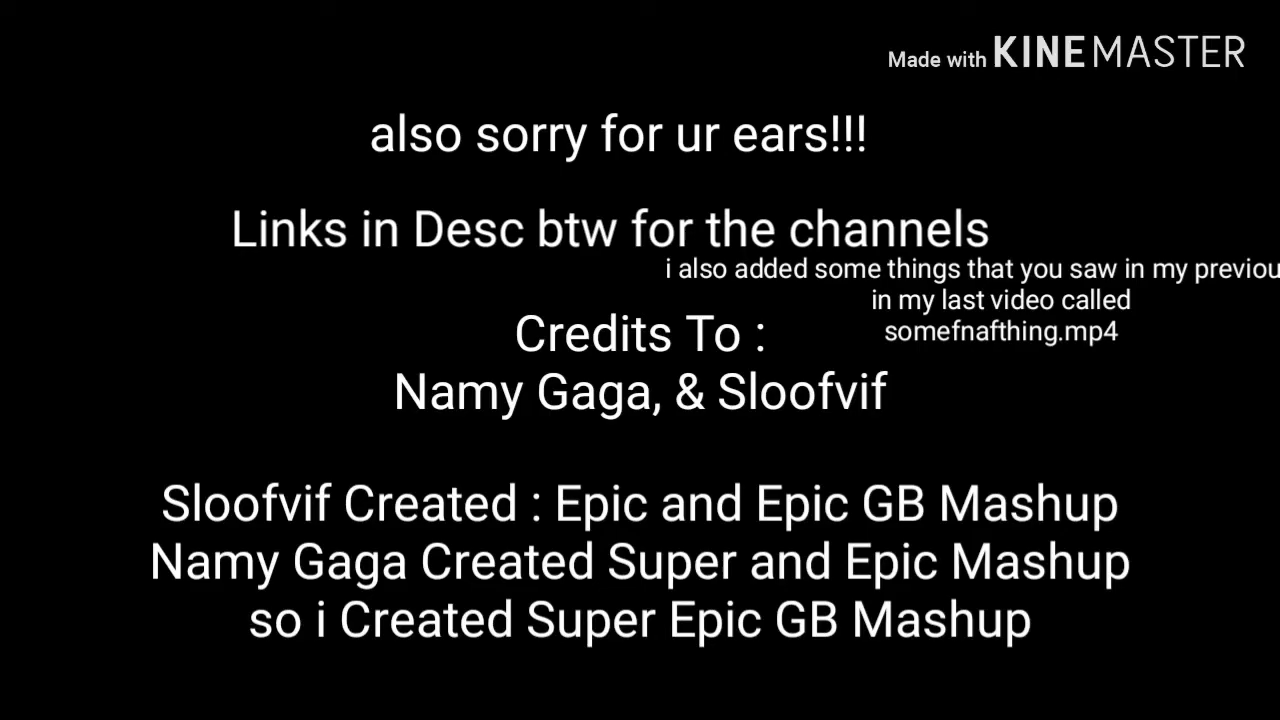 Made with KINEMASTER
also sorry for ur ears!!!
Links in Desc btw for the channels
i also added some things that you saw in my previou
in my last video called
somefnafthing.mp4
Credits To :
Namy Gaga, & Sloofvif
Sloofvif Created : Epic and Epic GB Mashup
Namy Gaga Created Super and Epic Mashup
so i Created Super Epic GB Mashup